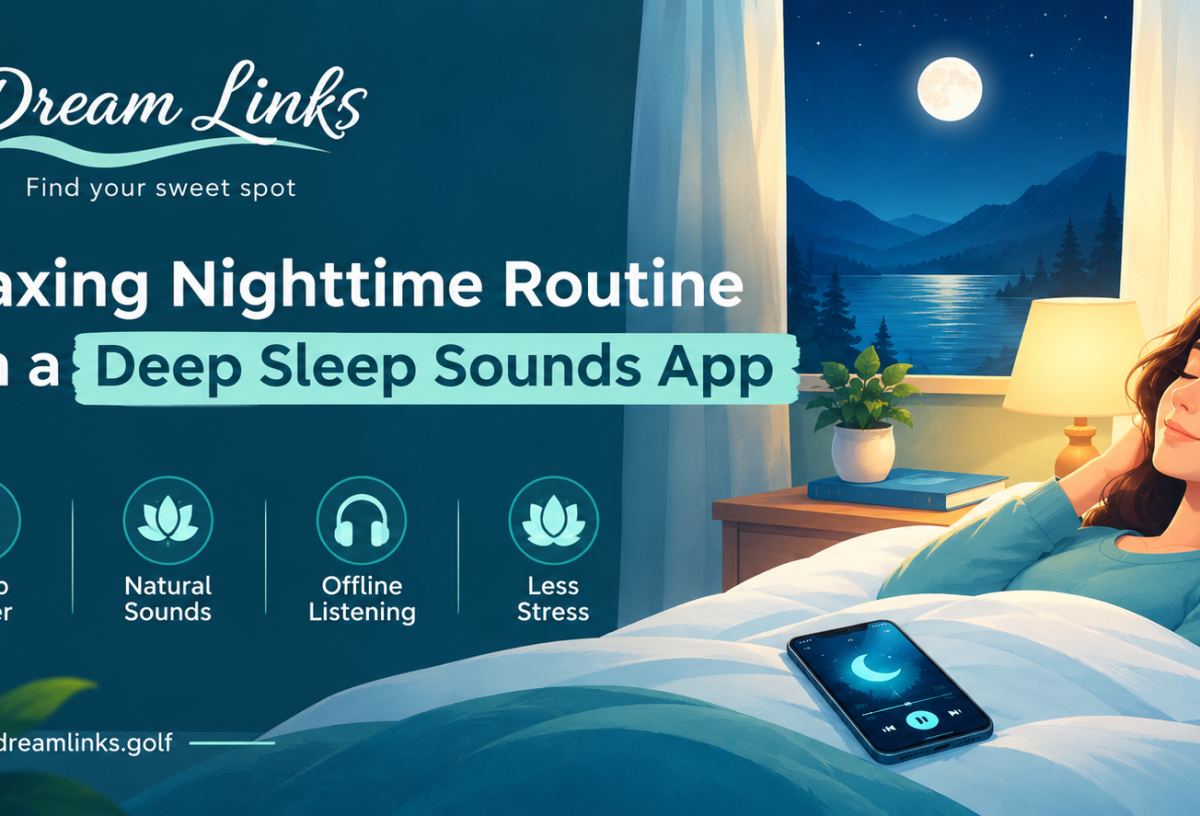 Dream Links
Find your sweet spot
axing Nighttime Routine
a Deep Sleep Sounds App
Natural
Sounds
Offline
Listening
Less
Stress
dreamlinks.golf